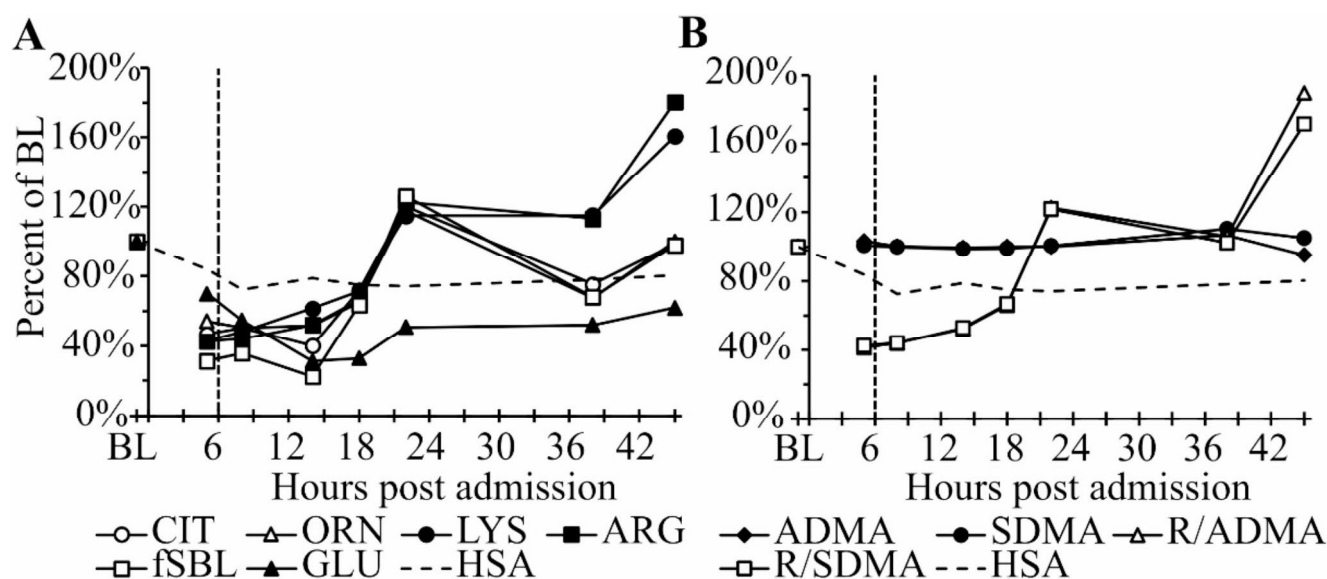 A
200%
160%
120%
80%
40%
0%
Percent of BL
BL 6 12 18 24 30 36 42
Hours post admission
CIT ORN LYS ARG
fSBL GLU HSA
B
200%
160%
120%
80%
40%
0%
BL 6 12 18 24 30 36 42
Hours post admission
ADMA SDMA R/ADMA
R/SDMA HSA